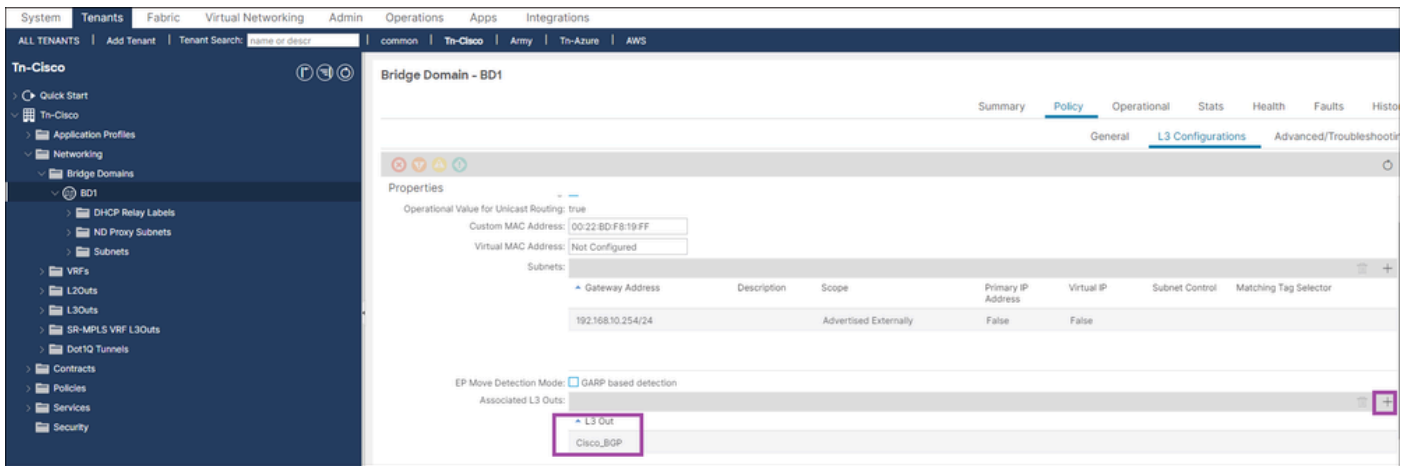 System Tenants Fabric Virtual Networking Admin Operations Apps Integrations
ALL TENANTS | Add Tenant | Tenant Search: name or descr | common | Tn-Cisco | Army | Tn-Azure | AWS
Tn-Cisco
Quick Start
Tn-Cisco
Application Profiles
Networking
Bridge Domains
BD1
DHCP Relay Labels
ND Proxy Subnets
Subnets
VRFs
L2Outs
L3Outs
SR-MPLS VRF L3Outs
Dot1Q Tunnels
Contracts
Policies
Services
Security
Bridge Domain - BD1
Summary Policy Operational Stats Health Faults Histo
General L3 Configurations Advanced/Troubleshootin
Properties
Operational Value for Unicast Routing: true
Custom MAC Address: 00:22:BD:F8:19:FF
Virtual MAC Address: Not Configured
Subnets:
Gateway Address Description Scope Primary IP Address Virtual IP Subnet Control Matching Tag Selector
192.168.10.254/24 Advertised Externally False False
EP Move Detection Mode: GARP based detection
Associated L3 Outs:
L3 Out
Cisco_BGP